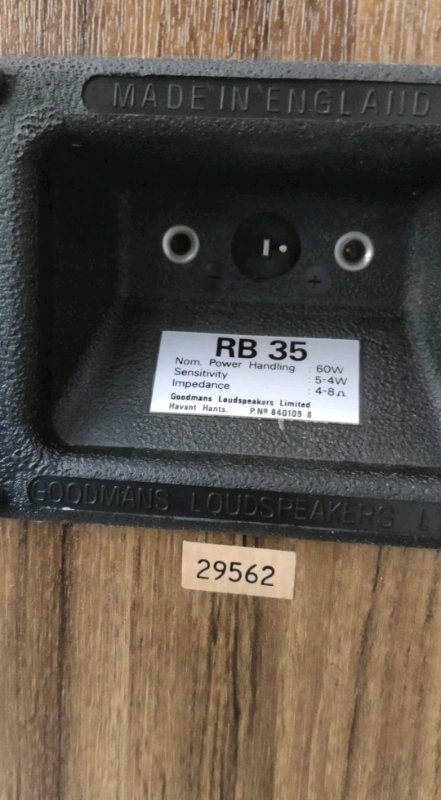 MADE IN ENGLAND
- +
RB 35
Nom. Power Handling : 60W
Sensitivity : 5-4W
Impedance : 4-8Ω
Goodmans Loudspeakers Limited
Havant Hants. P.Nº 840109 8
GOODMANS LOUDSPEAKERS L
29562